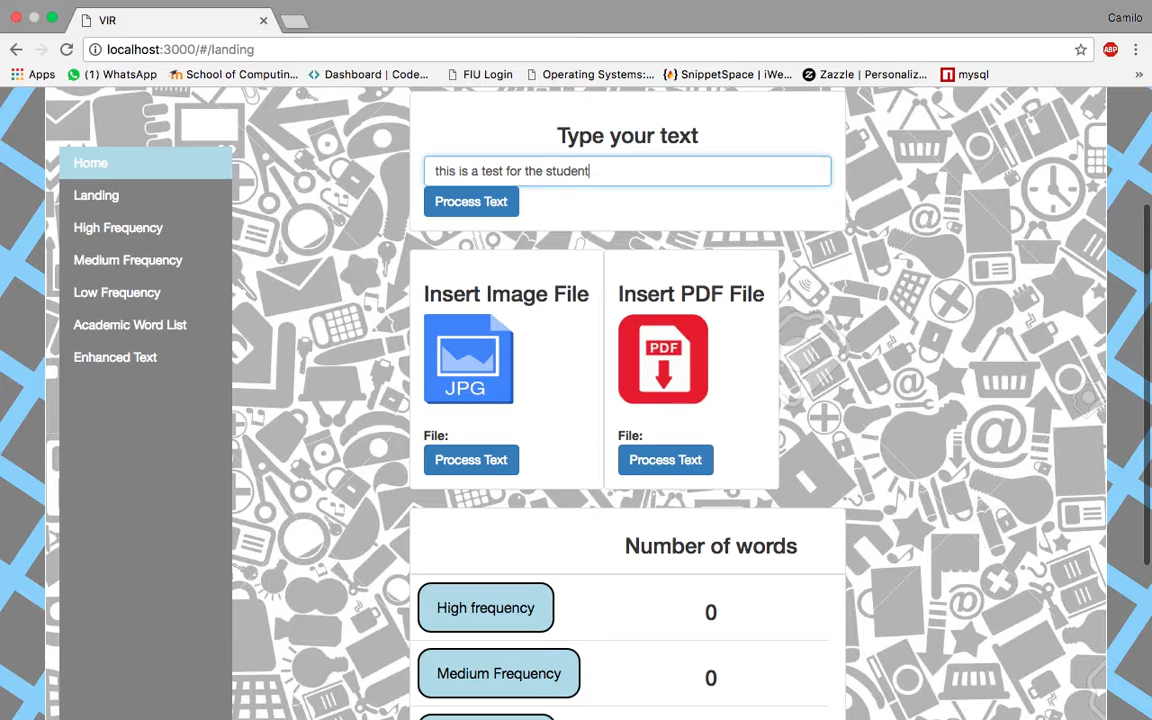 VIR
Camilo
localhost:3000/#/landing
ABP
Apps
(1) WhatsApp
School of Computin...
Dashboard | Code...
FIU Login
Operating Systems:...
SnippetSpace | iWe...
Zazzle | Personaliz...
mysql
»
Home
Landing
High Frequency
Medium Frequency
Low Frequency
Academic Word List
Enhanced Text
Type your text
this is a test for the student
Process Text
Insert Image File
JPG
File:
Process Text
Insert PDF File
PDF
File:
Process Text
Number of words
High frequency
0
Medium Frequency
0